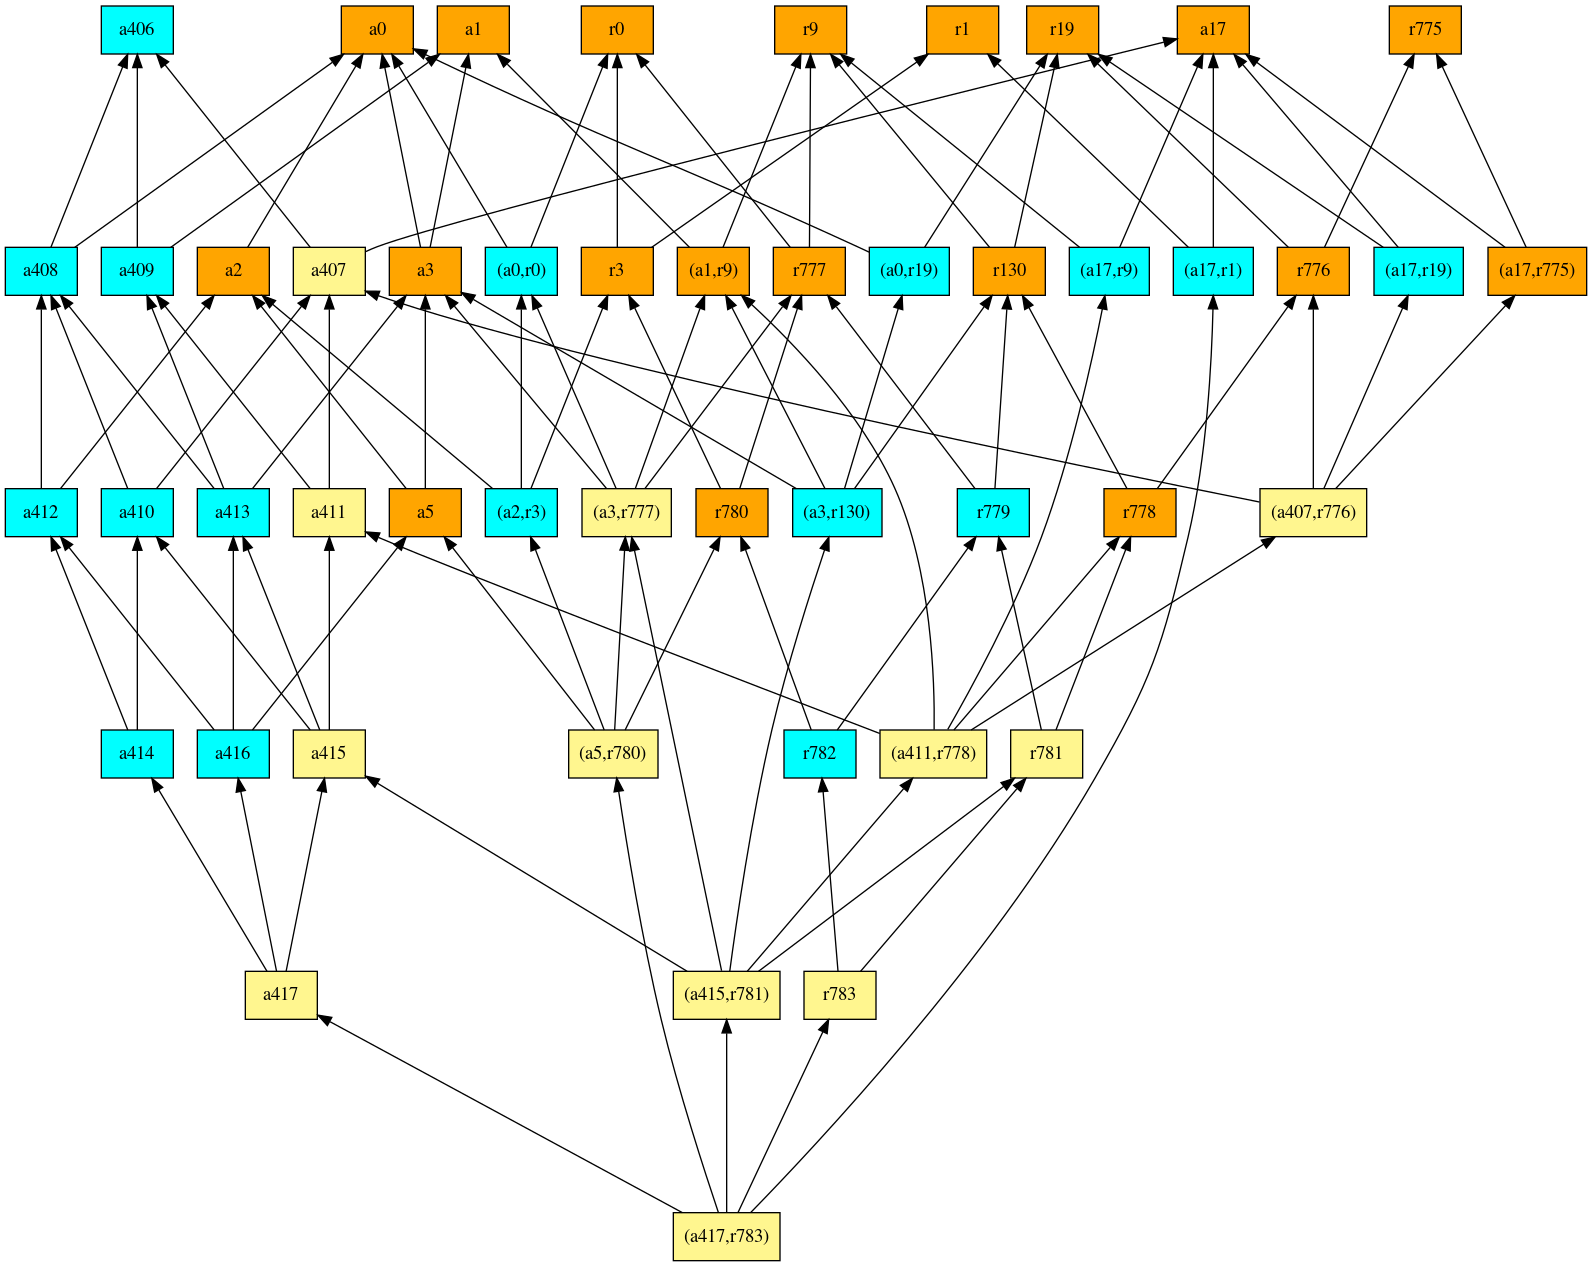 a406
a0
a1
r0
r9
r1
r19
a17
r775
a408
a409
a2
a407
a3
(a0,r0)
r3
(a1,r9)
r777
(a0,r19)
r130
(a17,r9)
(a17,r1)
r776
(a17,r19)
(a17,r775)
a412
a410
a413
a411
a5
(a2,r3)
(a3,r777)
r780
(a3,r130)
r779
r778
(a407,r776)
a414
a416
a415
(a5,r780)
r782
(a411,r778)
r781
a417
(a415,r781)
r783
(a417,r783)